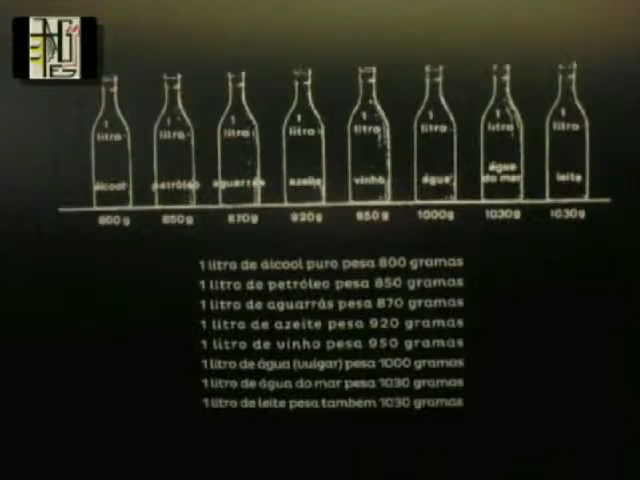 1 litro 1 litro 1 litro 1 litro 1 litro 1 litro 1 litro 1 litro
álcool petróleo aguarrás azeite vinho água água do mar leite
800g 850g 870g 920g 950g 1000g 1030g 1030g
1 litro de álcool puro pesa 800 gramas
1 litro de petróleo pesa 850 gramas
1 litro de aguarrás pesa 870 gramas
1 litro de azeite pesa 920 gramas
1 litro de vinho pesa 950 gramas
1 litro de água (vulgar) pesa 1000 gramas
1 litro de água do mar pesa 1030 gramas
1 litro de leite pesa também 1030 gramas